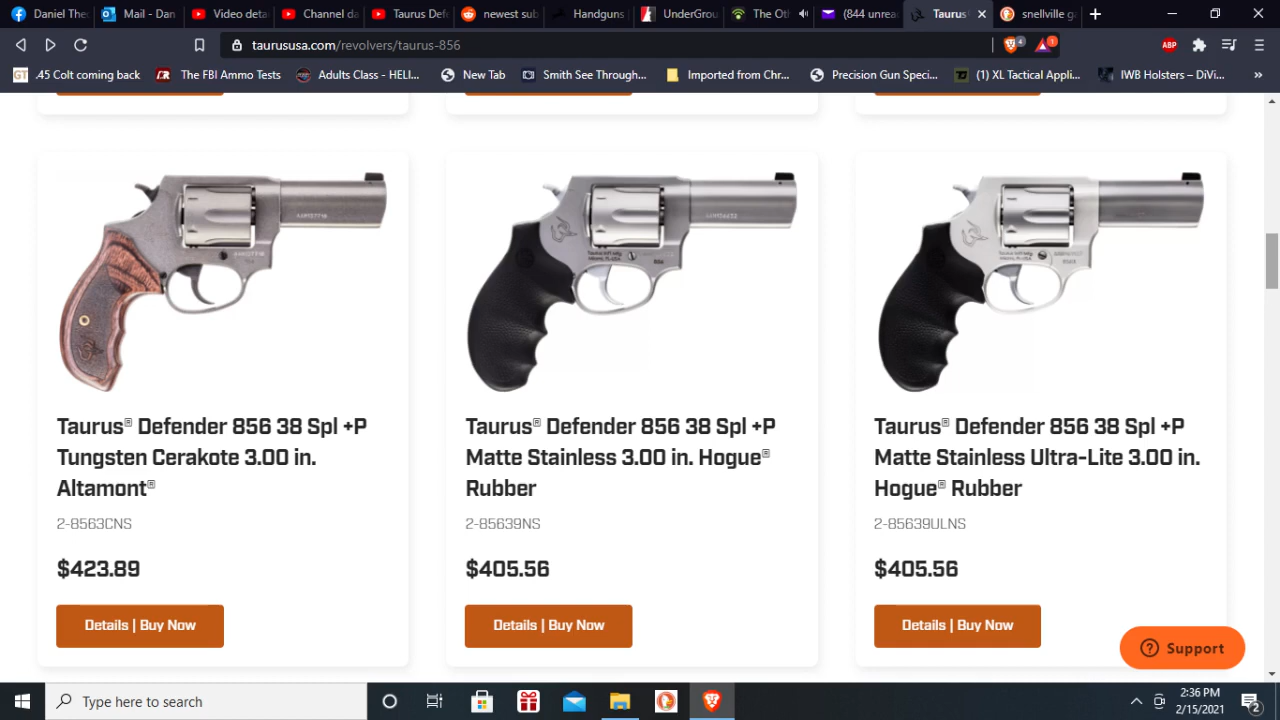 Daniel The
Mail - Dan
Video deta
Channel da
Taurus Def
newest sub
Handguns
UnderGrou
The Oth
(844 unrea
Taurus
snellville g
taurususa.com/revolvers/taurus-856
4
1
ABP
GT
.45 Colt coming back
The FBI Ammo Tests
Adults Class - HELI...
New Tab
Smith See Through...
Imported from Chr...
Precision Gun Speci...
(1) XL Tactical Appli...
IWB Holsters – DiVi...
Taurus® Defender 856 38 Spl +P
Tungsten Cerakote 3.00 in.
Altamont®
2-8563CNS
$423.89
Details | Buy Now
Taurus® Defender 856 38 Spl +P
Matte Stainless 3.00 in. Hogue®
Rubber
2-85639NS
$405.56
Details | Buy Now
Taurus® Defender 856 38 Spl +P
Matte Stainless Ultra-Lite 3.00 in.
Hogue® Rubber
2-85639ULNS
$405.56
Details | Buy Now
Support
Type here to search
2:36 PM
2/15/2021
2